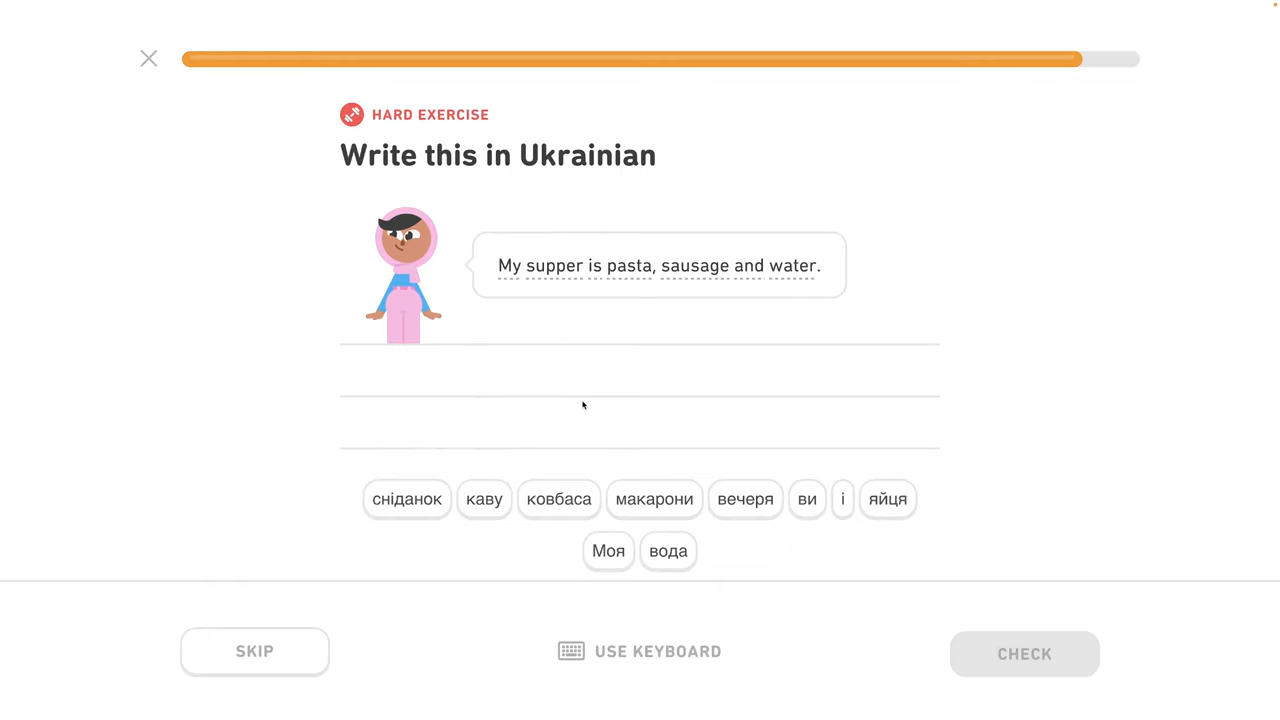 HARD EXERCISE
Write this in Ukrainian
My supper is pasta, sausage and water.
сніданок каву ковбаса макарони вечеря ви і яйця
Моя вода
SKIP USE KEYBOARD CHECK